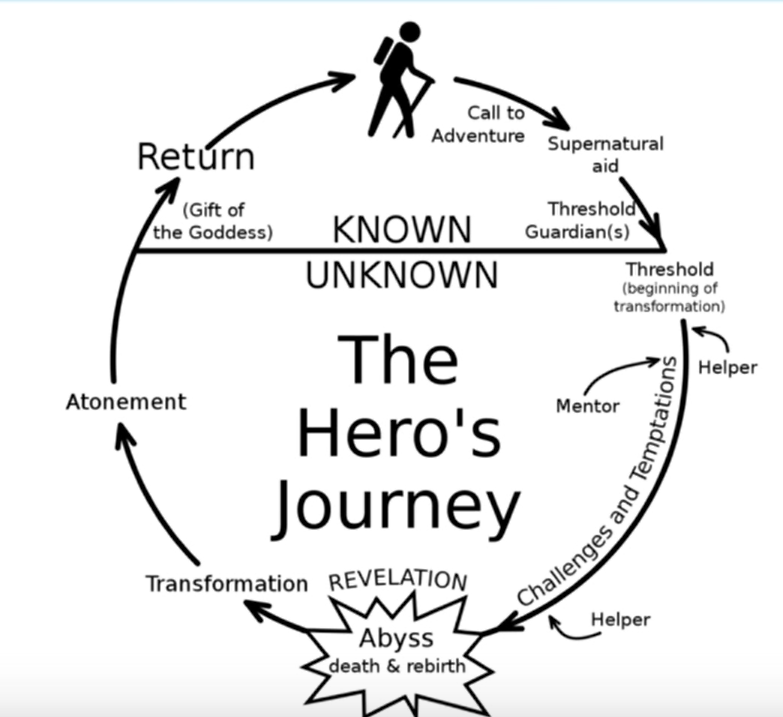 Call to
Adventure
Supernatural
aid
Return
(Gift of
the Goddess)
KNOWN
Threshold
Guardian(s)
UNKNOWN
Threshold
(beginning of
transformation)
The
Hero's
Journey
Helper
Mentor
Challenges and Temptations
Atonement
Helper
Transformation
REVELATION
Abyss
death & rebirth